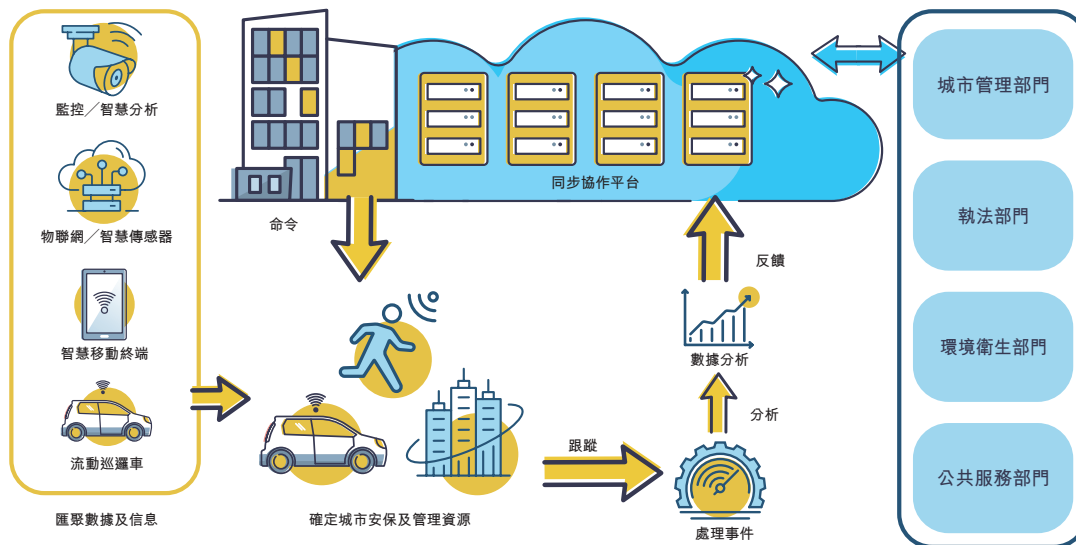 監控／智慧分析
物聯網／智慧傳感器
智慧移動終端
流動巡邏車
匯聚數據及信息
同步協作平台
命令
確定城市安保及管理資源
跟蹤
處理事件
分析
數據分析
反饋
城市管理部門
執法部門
環境衛生部門
公共服務部門